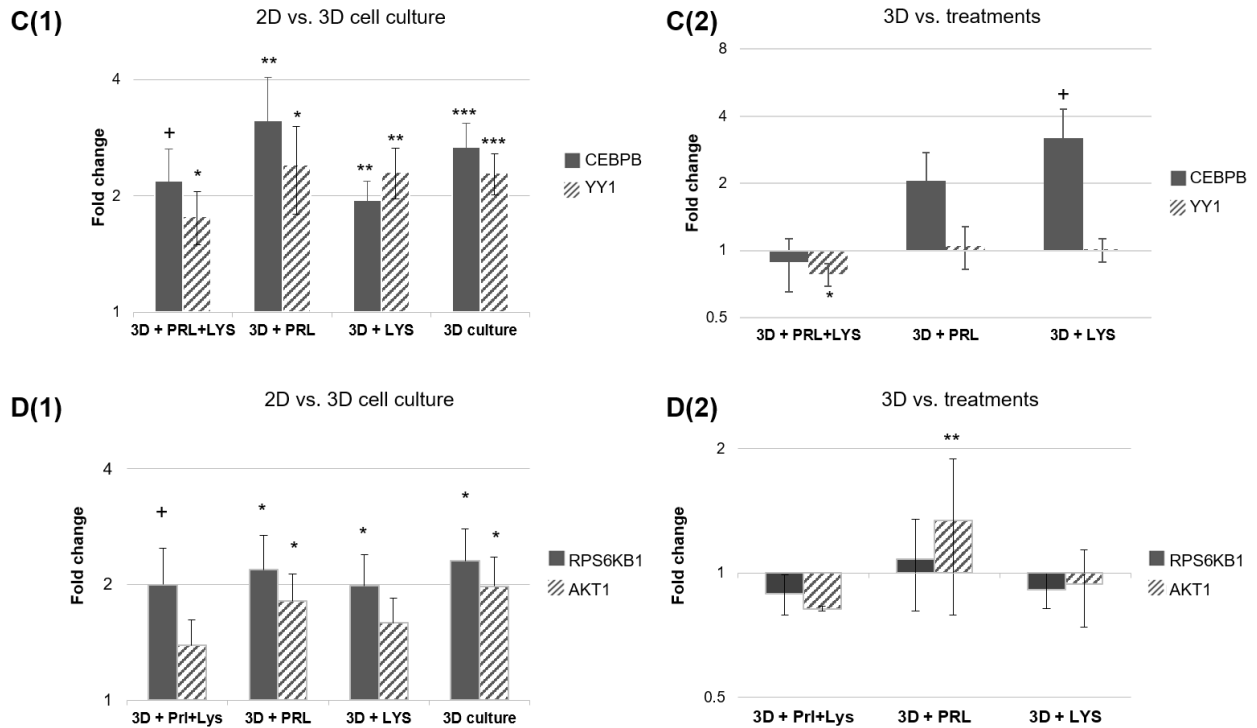 C(1)
2D vs. 3D cell culture
4
2
1
Fold change
+
*
**
*
**
**
***
***
3D + PRL+LYS
3D + PRL
3D + LYS
3D culture
CEBPB
YY1
C(2)
3D vs. treatments
8
4
2
1
0.5
Fold change
*
+
3D + PRL+LYS
3D + PRL
3D + LYS
CEBPB
YY1
D(1)
2D vs. 3D cell culture
4
2
1
Fold change
+
*
*
*
*
*
3D + Prl+Lys
3D + PRL
3D + LYS
3D culture
RPS6KB1
AKT1
D(2)
3D vs. treatments
2
1
0.5
Fold change
**
3D + Prl+Lys
3D + PRL
3D + LYS
RPS6KB1
AKT1